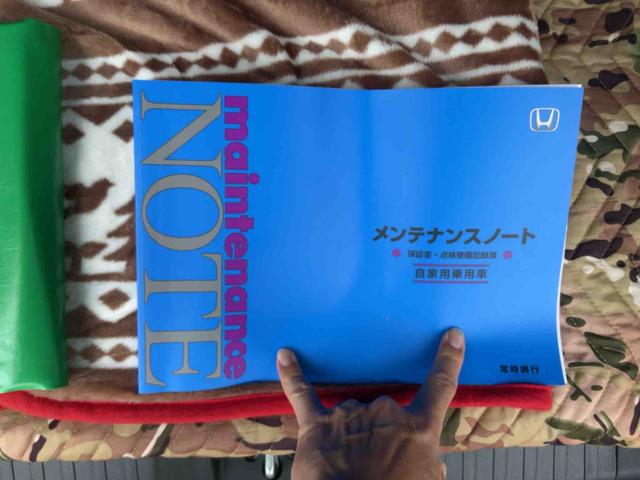 maintenance
NOTE
メンテナンスノート
保証書・点検整備記録簿
自家用乗用車
常時携行